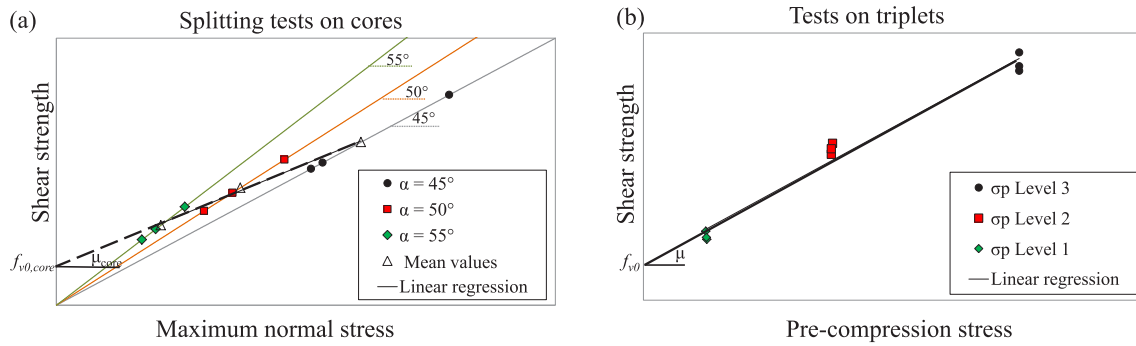 (a)
Splitting tests on cores
55°
50°
45°
Shear strength
α = 45°
α = 50°
α = 55°
Mean values
Linear regression
μcore
fv0,core
Maximum normal stress
(b)
Tests on triplets
Shear strength
σp Level 3
σp Level 2
σp Level 1
Linear regression
μ
fv0
Pre-compression stress